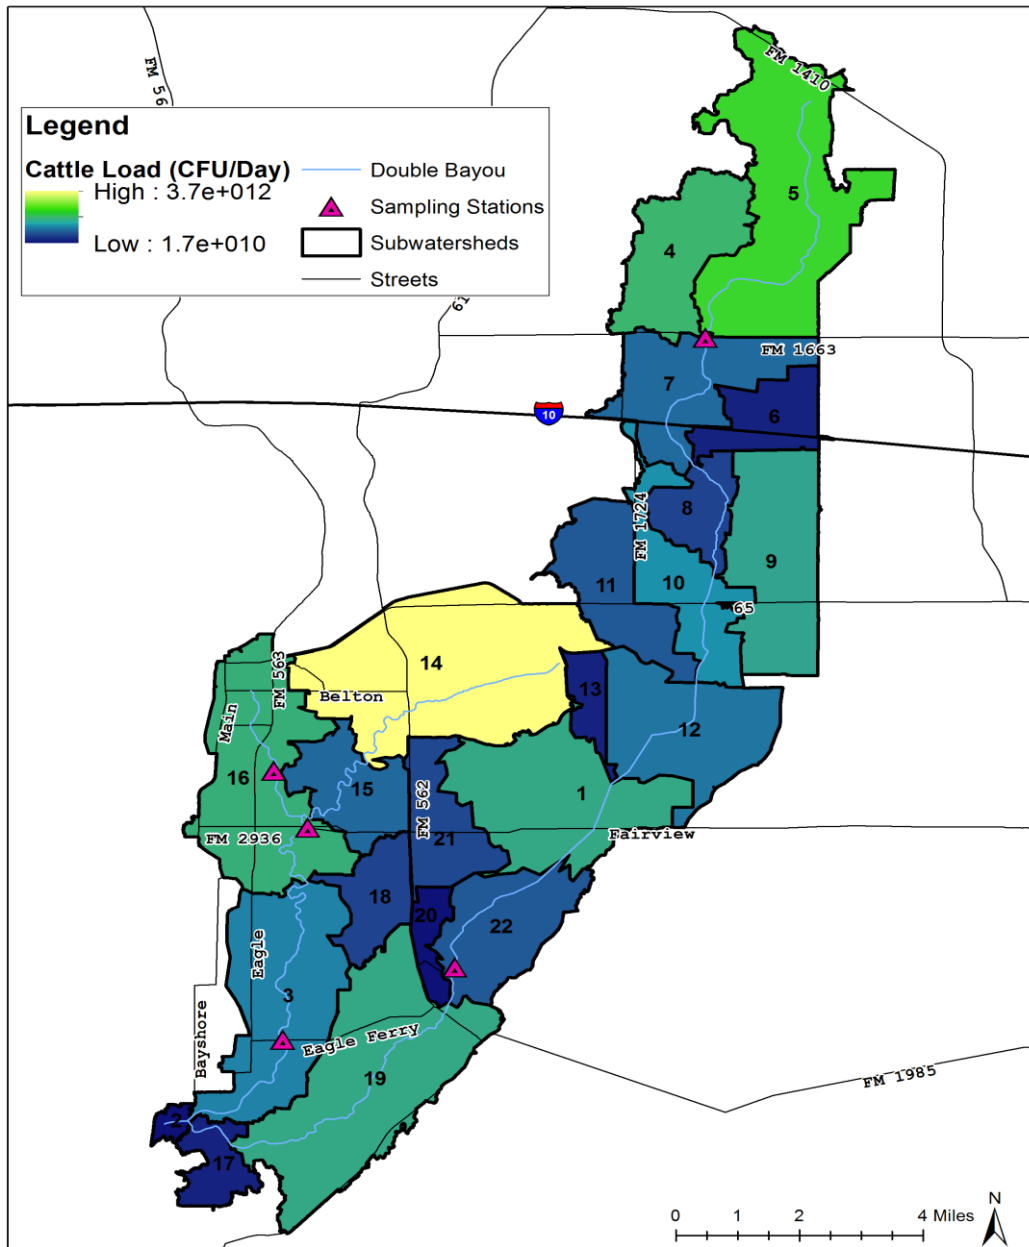 FM 1410
FM 56
Legend
Cattle Load (CFU/Day)
High : 3.7e+012
Low : 1.7e+010
Double Bayou
Sampling Stations
Subwatersheds
Streets
61
5
4
FM 1663
7
6
10
8
FM 1724
9
11
10
65
14
FM 563
Belton
13
Main
12
16
15
1
FM 562
FM 2936
21
Fairview
18
20
22
Eagle
3
Bayshore
Eagle Ferry
19
FM 1985
2
17
N
0 1 2 4 Miles